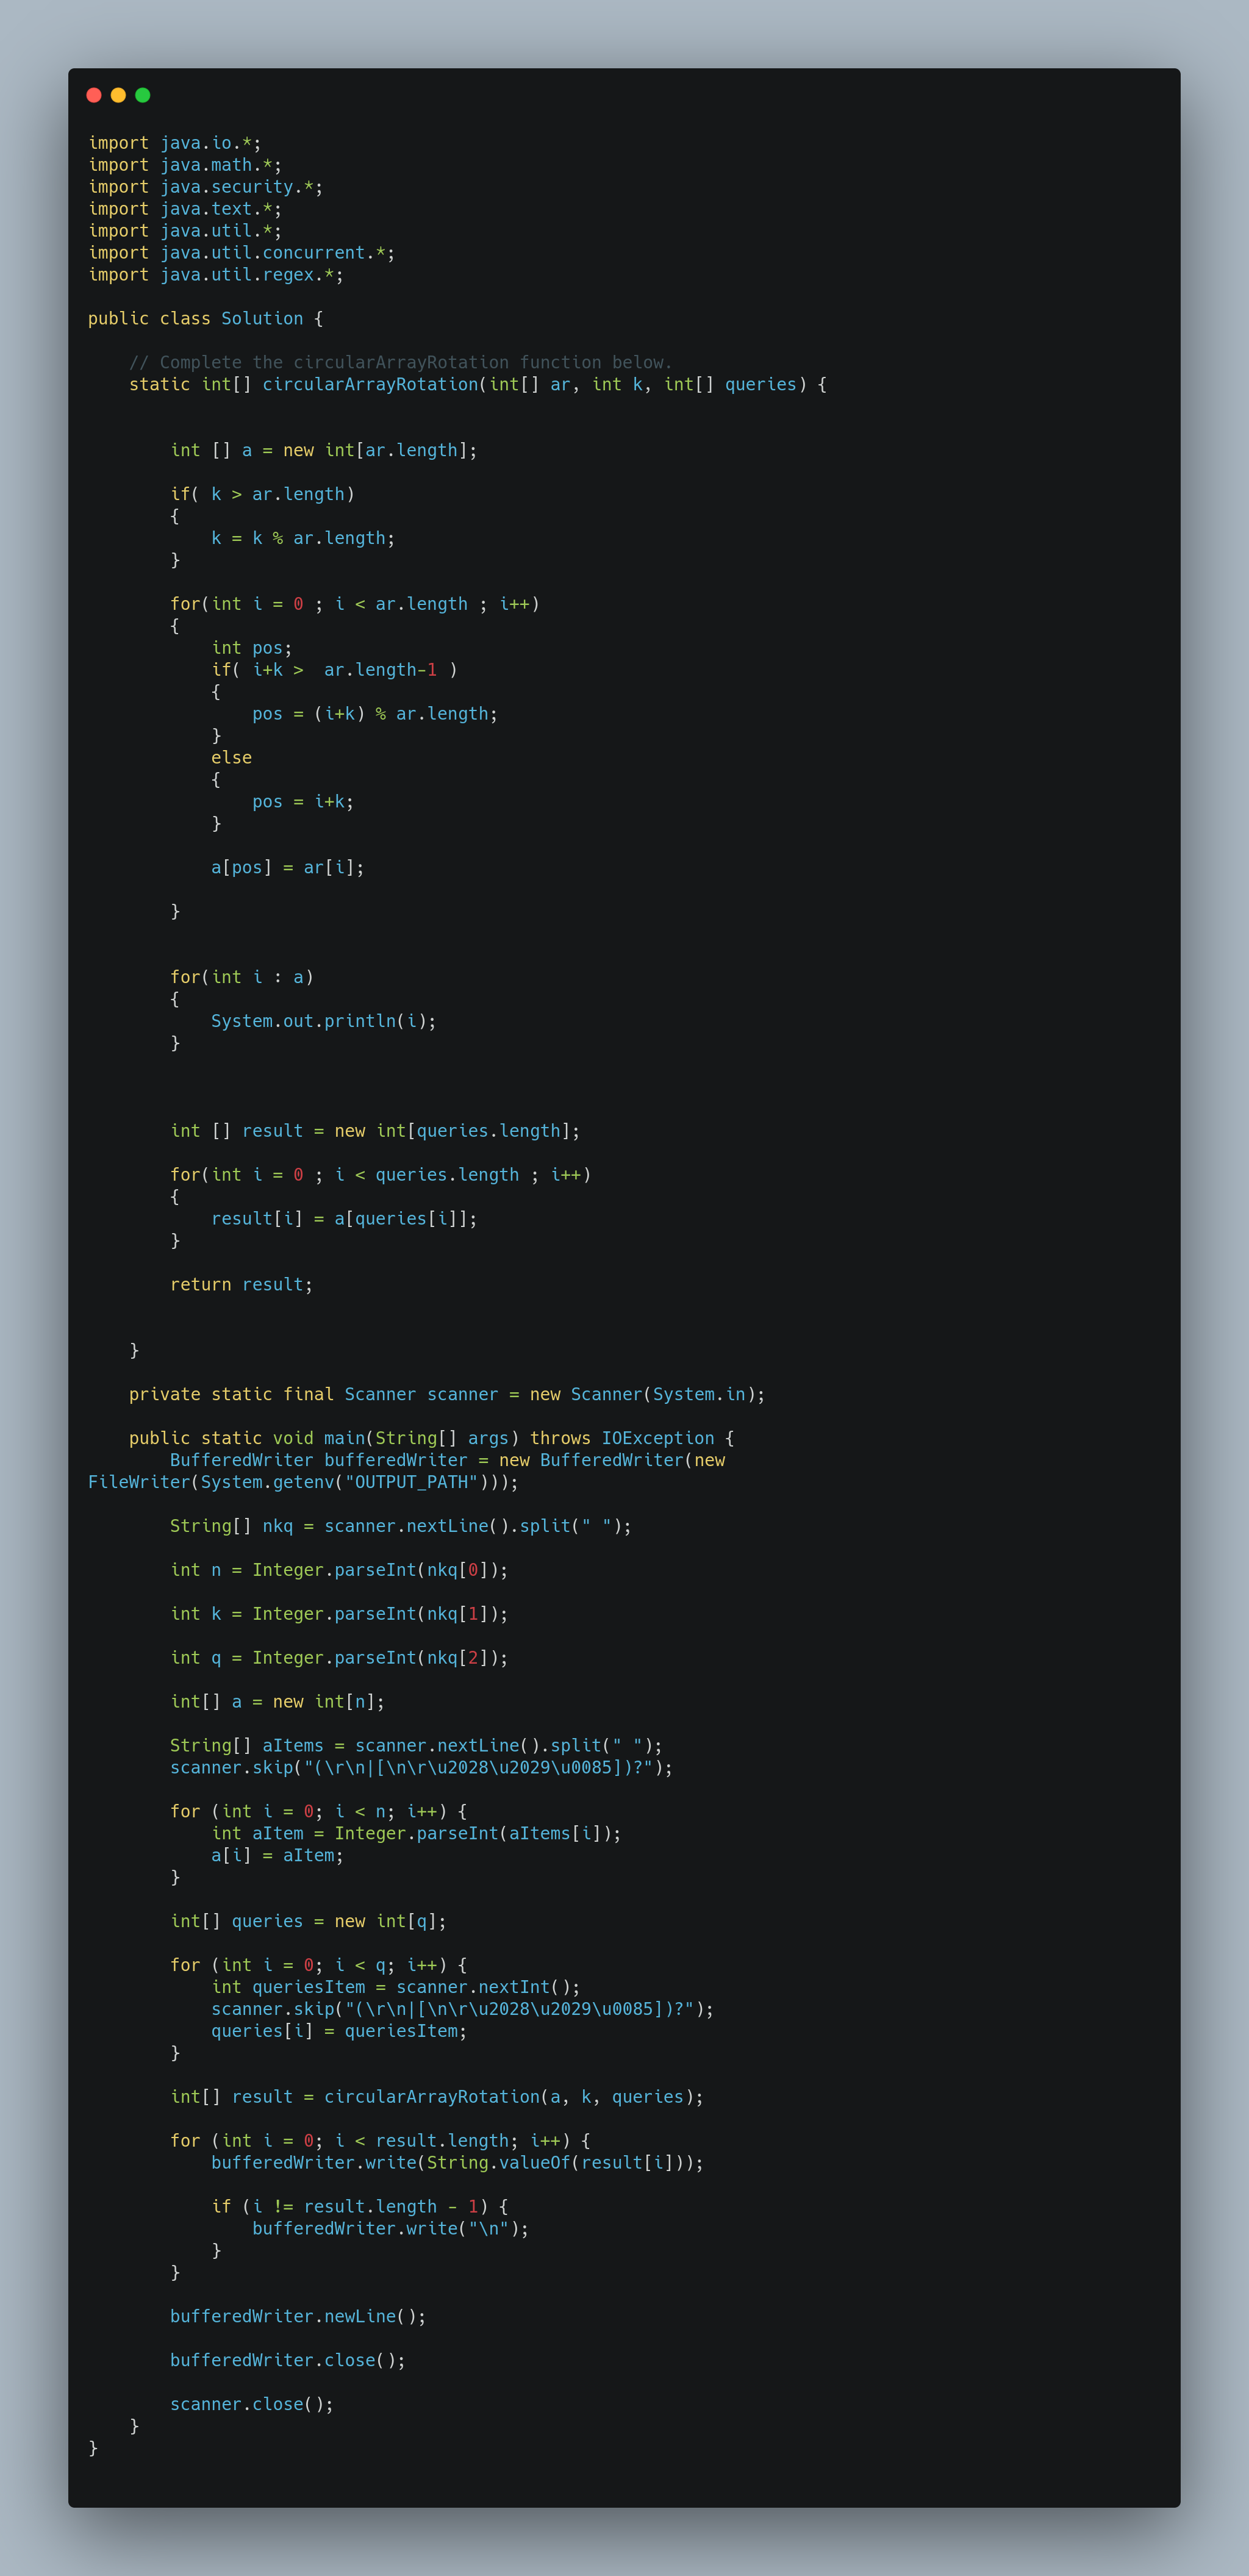 import java.io.*;
import java.math.*;
import java.security.*;
import java.text.*;
import java.util.*;
import java.util.concurrent.*;
import java.util.regex.*;

public class Solution {

    // Complete the circularArrayRotation function below.
    static int[] circularArrayRotation(int[] ar, int k, int[] queries) {


        int [] a = new int[ar.length];

        if( k > ar.length)
        {
            k = k % ar.length;
        }

        for(int i = 0 ; i < ar.length ; i++)
        {
            int pos;
            if( i+k >  ar.length-1 )
            {
                pos = (i+k) % ar.length;
            }
            else
            {
                pos = i+k;
            }

            a[pos] = ar[i];

        }


        for(int i : a)
        {
            System.out.println(i);
        }



        int [] result = new int[queries.length];

        for(int i = 0 ; i < queries.length ; i++)
        {
            result[i] = a[queries[i]];
        }

        return result;


    }

    private static final Scanner scanner = new Scanner(System.in);

    public static void main(String[] args) throws IOException {
        BufferedWriter bufferedWriter = new BufferedWriter(new
FileWriter(System.getenv("OUTPUT_PATH")));

        String[] nkq = scanner.nextLine().split(" ");

        int n = Integer.parseInt(nkq[0]);

        int k = Integer.parseInt(nkq[1]);

        int q = Integer.parseInt(nkq[2]);

        int[] a = new int[n];

        String[] aItems = scanner.nextLine().split(" ");
        scanner.skip("(\r\n|[\n\r\u2028\u2029\u0085])?");

        for (int i = 0; i < n; i++) {
            int aItem = Integer.parseInt(aItems[i]);
            a[i] = aItem;
        }

        int[] queries = new int[q];

        for (int i = 0; i < q; i++) {
            int queriesItem = scanner.nextInt();
            scanner.skip("(\r\n|[\n\r\u2028\u2029\u0085])?");
            queries[i] = queriesItem;
        }

        int[] result = circularArrayRotation(a, k, queries);

        for (int i = 0; i < result.length; i++) {
            bufferedWriter.write(String.valueOf(result[i]));

            if (i != result.length - 1) {
                bufferedWriter.write("\n");
            }
        }

        bufferedWriter.newLine();

        bufferedWriter.close();

        scanner.close();
    }
}